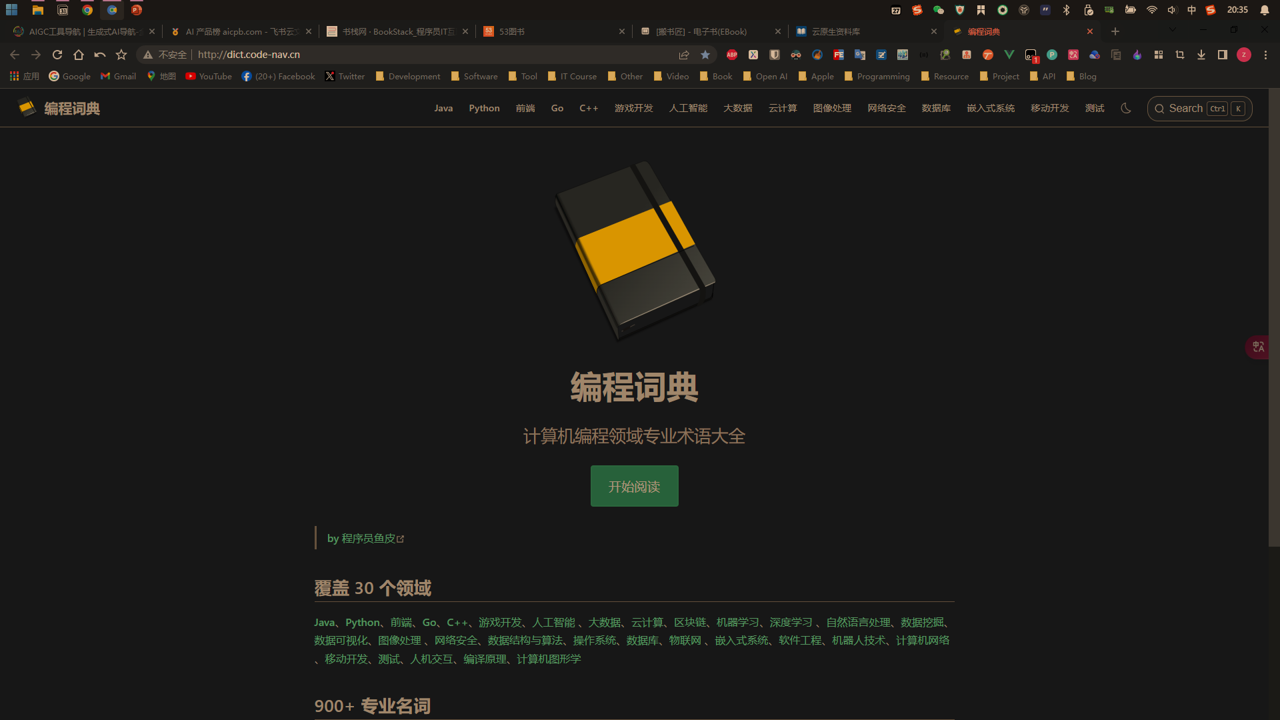 20:35
AIGC工具导航 | 生成式AI导航-
AI 产品榜 aicpb.com - 飞书云
书栈网 · BookStack_程序员IT互
53图书
[搬书匠] - 电子书(EBook)
云原生资料库
编程词典
不安全 http://dict.code-nav.cn
应用 Google Gmail 地图 YouTube (20+) Facebook Twitter Development Software Tool IT Course Other Video Book Open AI Apple Programming Resource Project API Blog
编程词典
Java Python 前端 Go C++ 游戏开发 人工智能 大数据 云计算 图像处理 网络安全 数据库 嵌入式系统 移动开发 测试
Search Ctrl K
编程词典
计算机编程领域专业术语大全
开始阅读
by 程序员鱼皮
覆盖 30 个领域
Java、Python、前端、Go、C++、游戏开发、人工智能 、大数据、云计算、区块链、机器学习、深度学习 、自然语言处理、数据挖掘、
数据可视化、图像处理 、网络安全、数据结构与算法、操作系统、数据库、物联网 、嵌入式系统、软件工程、机器人技术、计算机网络
、移动开发、测试、人机交互、编译原理、计算机图形学
900+ 专业名词